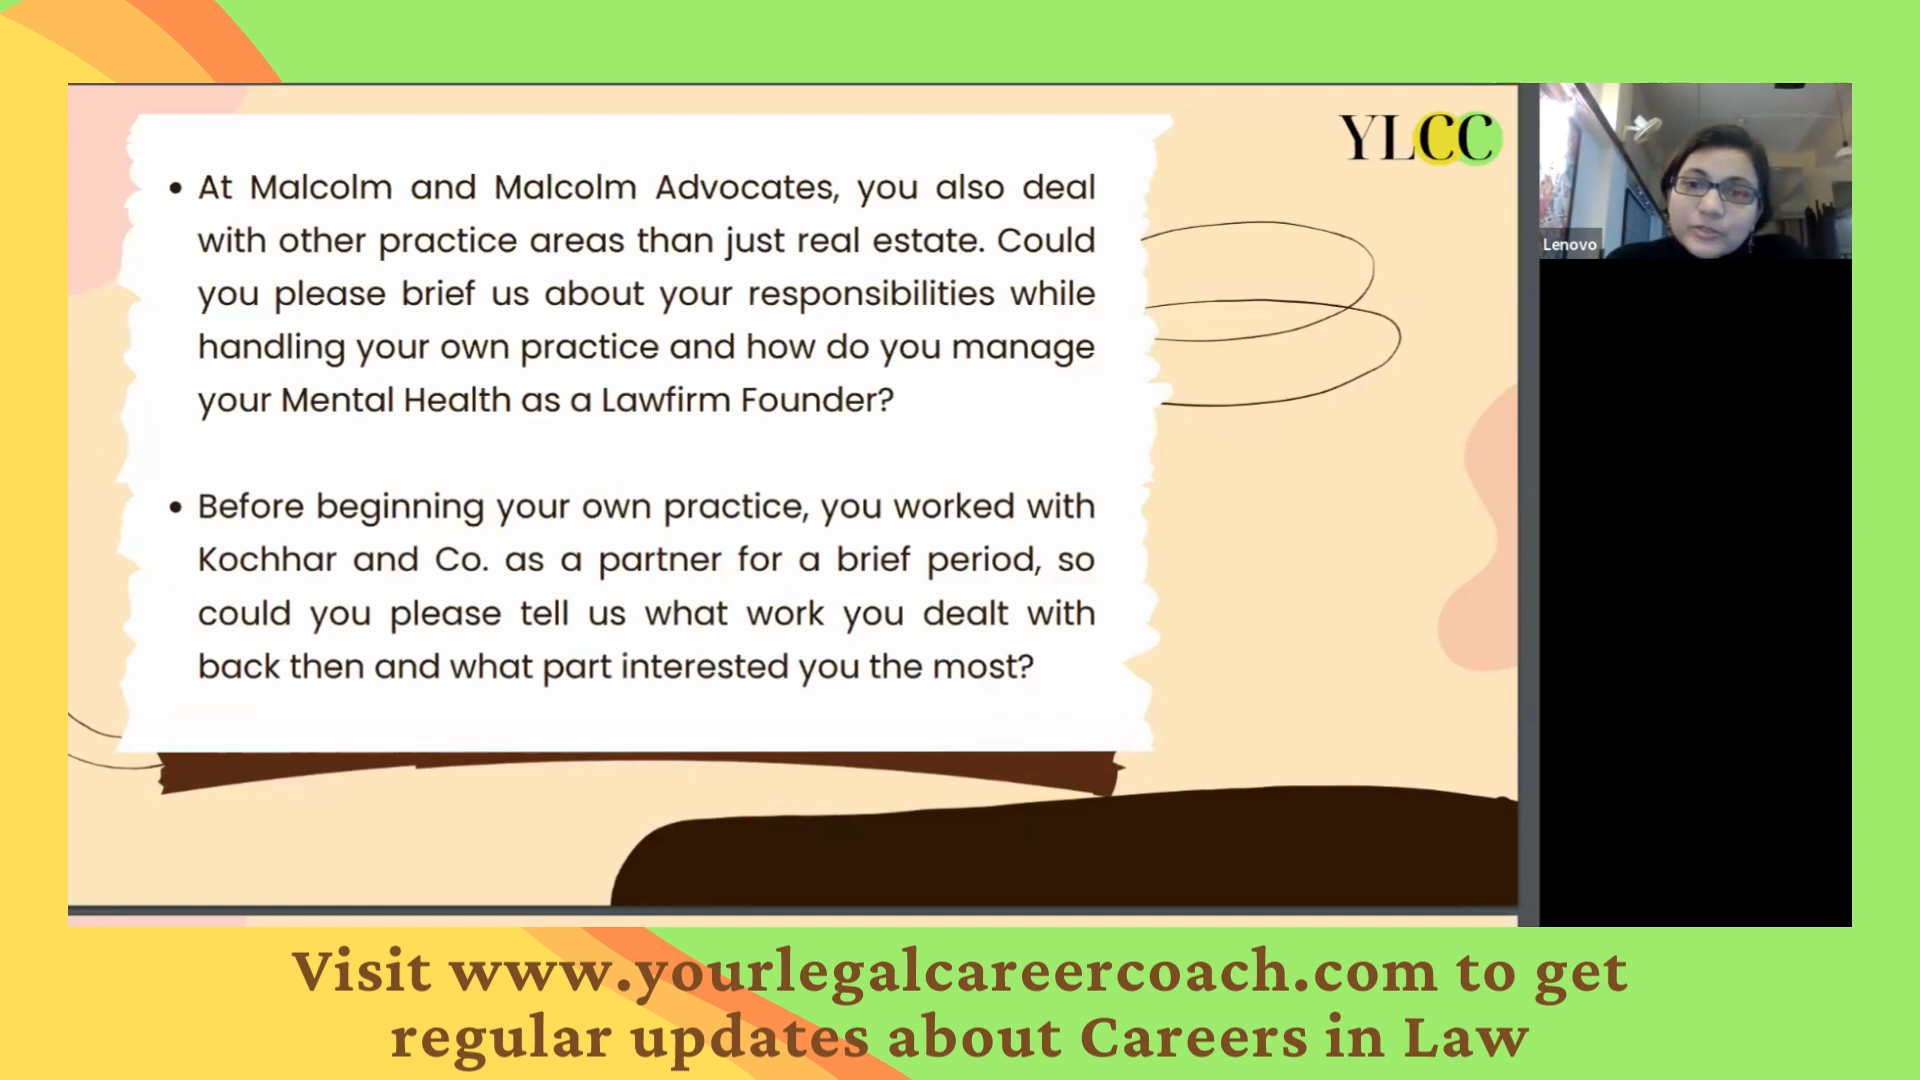 YLCC
• At Malcolm and Malcolm Advocates, you also deal
with other practice areas than just real estate. Could
you please brief us about your responsibilities while
handling your own practice and how do you manage
your Mental Health as a Lawfirm Founder?
• Before beginning your own practice, you worked with
Kochhar and Co. as a partner for a brief period, so
could you please tell us what work you dealt with
back then and what part interested you the most?
Lenovo
Visit www.yourlegalcareercoach.com to get
regular updates about Careers in Law